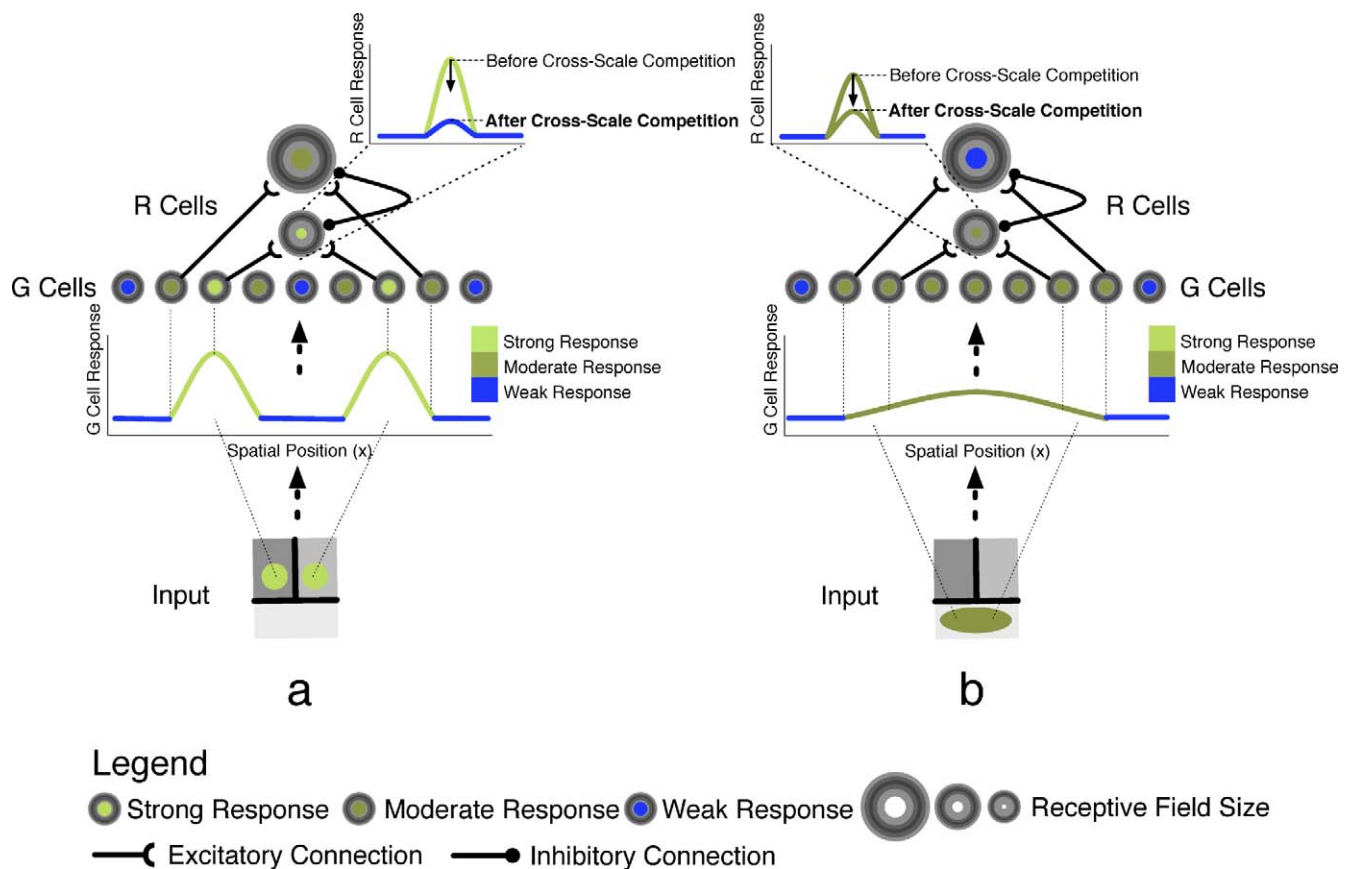 R Cell Response
Before Cross-Scale Competition
After Cross-Scale Competition
R Cells
G Cells
G Cell Response
Strong Response
Moderate Response
Weak Response
Spatial Position (x)
Input
a
R Cell Response
Before Cross-Scale Competition
After Cross-Scale Competition
R Cells
G Cells
G Cell Response
Strong Response
Moderate Response
Weak Response
Spatial Position (x)
Input
b
Legend
Strong Response Moderate Response Weak Response Receptive Field Size
Excitatory Connection Inhibitory Connection